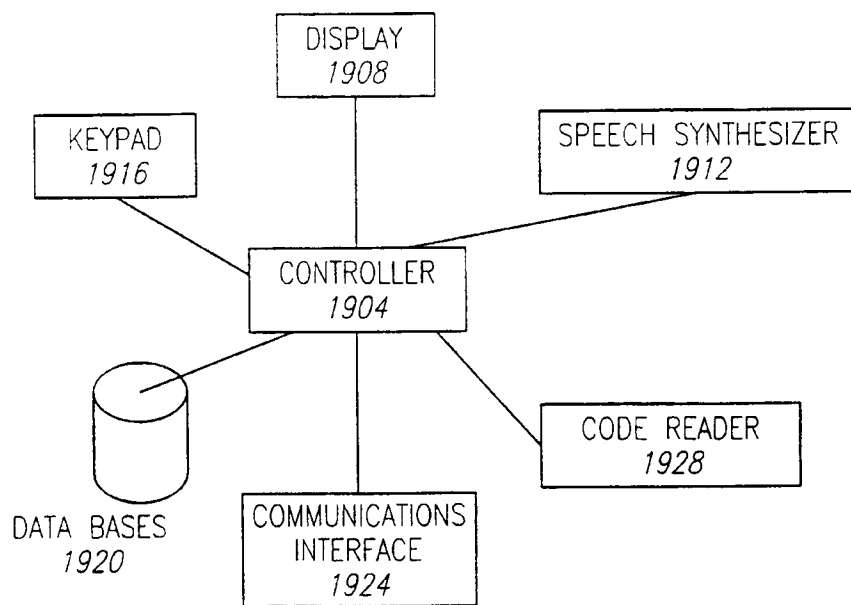 DISPLAY
1908
KEYPAD
1916
SPEECH SYNTHESIZER
1912
CONTROLLER
1904
CODE READER
1928
DATA BASES
1920
COMMUNICATIONS
INTERFACE
1924